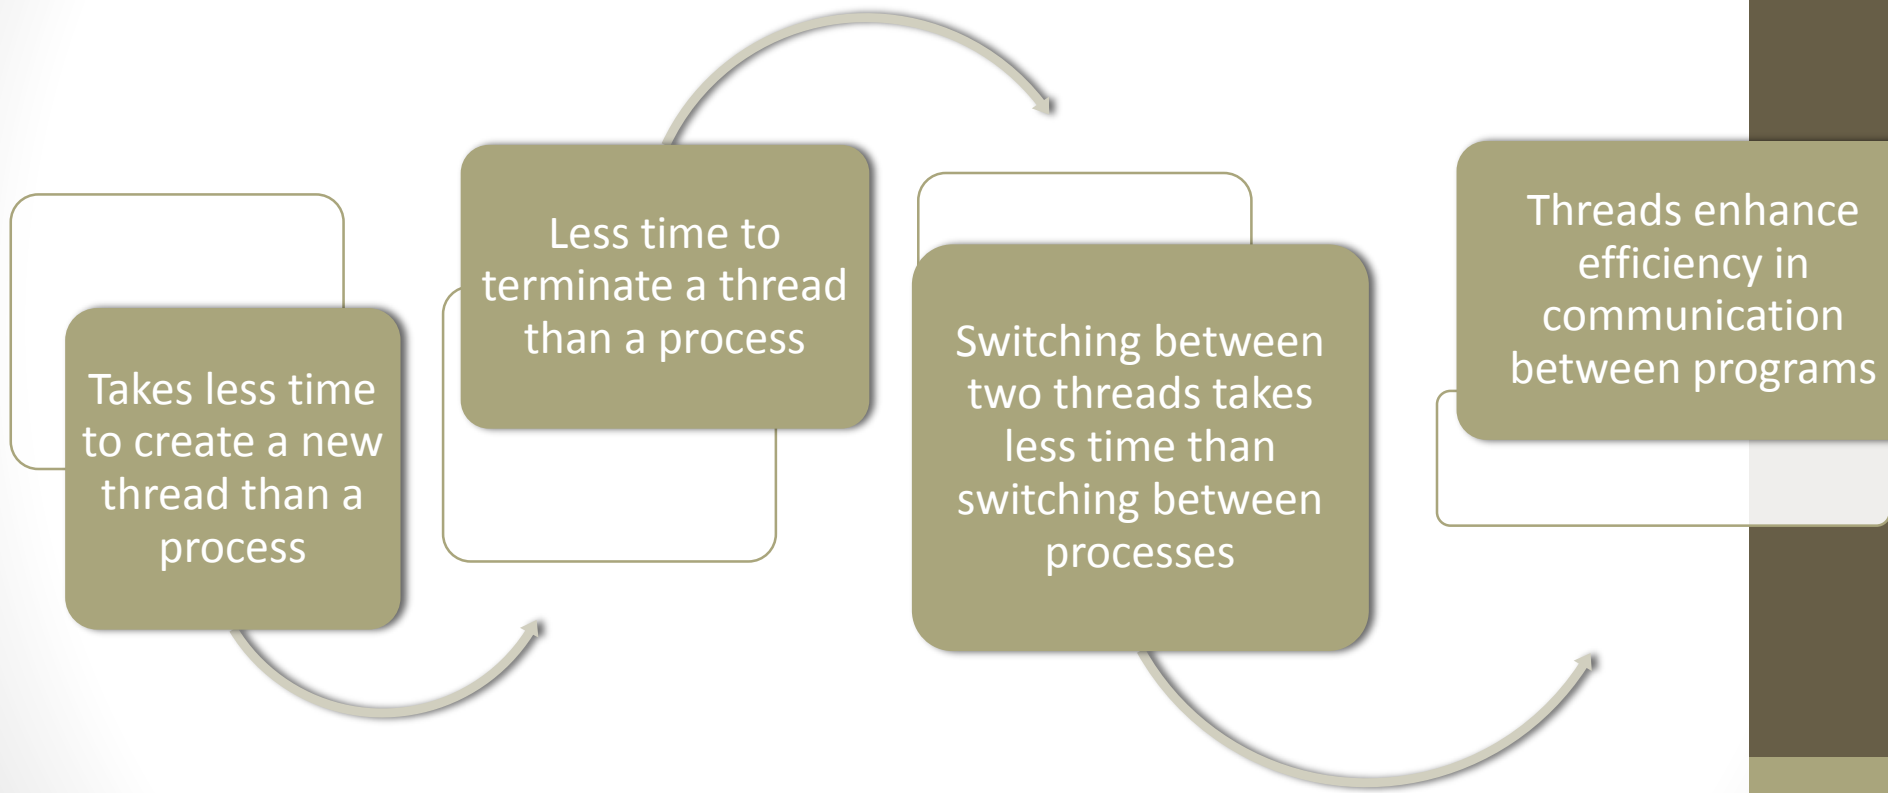 Takes less time
to create a new
thread than a
process
Less time to
terminate a thread
than a process
Switching between
two threads takes
less time than
switching between
processes
Threads enhance
efficiency in
communication
between programs